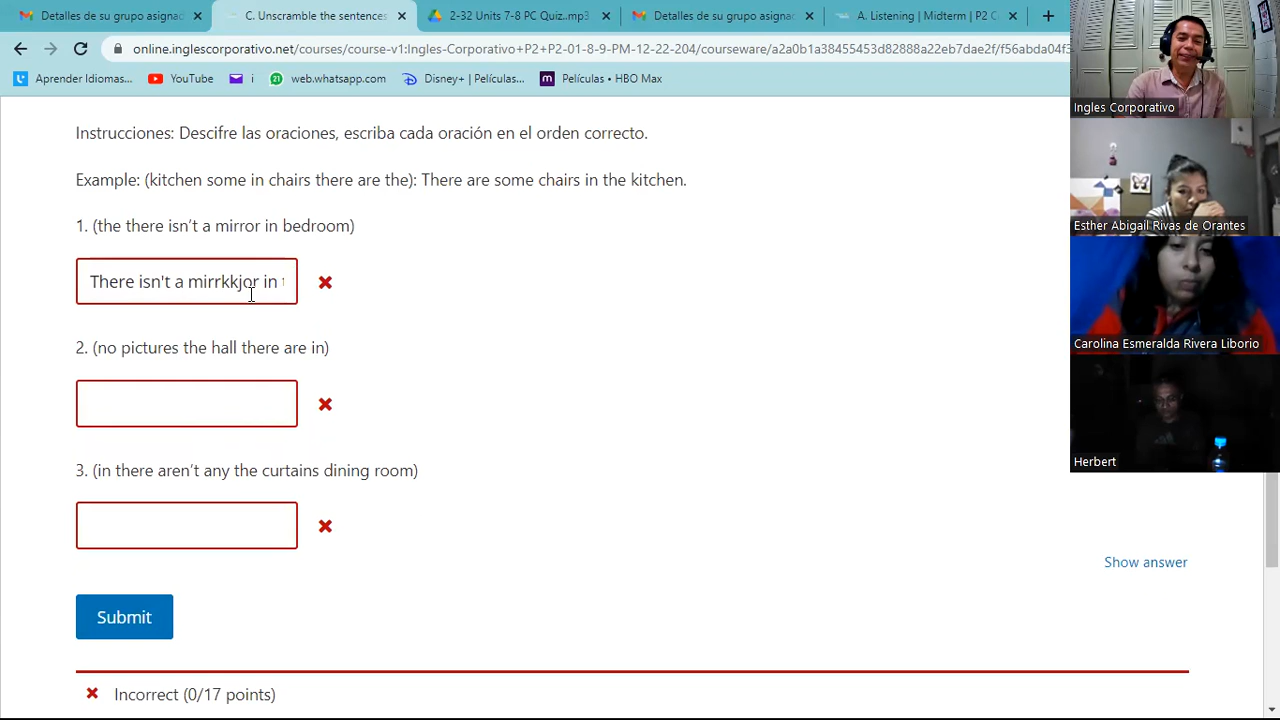 Detalles de su grupo asignad
C. Unscramble the sentenjes
2-32 Units 7-8 PC Quiz..mp3
Detalles de su grupo asignac
A. Listening | Midterm | P2 C
online.inglescorporativo.net/courses/course-v1:Ingles-Corporativo+P2+P2-01-8-9-PM-12-22-204/courseware/a2a0b1a38455453d82868a22eb7dae2f/f56abda04f3
Aprender Idiomas...
YouTube
i
web.whatsapp.com
Disney+ | Películas...
Películas • HBO Max
Instrucciones: Descifre las oraciones, escriba cada oración en el orden correcto.
Example: (kitchen some in chairs there are the): There are some chairs in the kitchen.
1. (the there isn’t a mirror in bedroom)
There isn't a mirrkkjor in t
2. (no pictures the hall there are in)
3. (in there aren’t any the curtains dining room)
Show answer
Submit
Incorrect (0/17 points)
Ingles Corporativo
Esther Abigail Rivas de Orantes
Carolina Esmeralda Rivera Liborio
Herbert